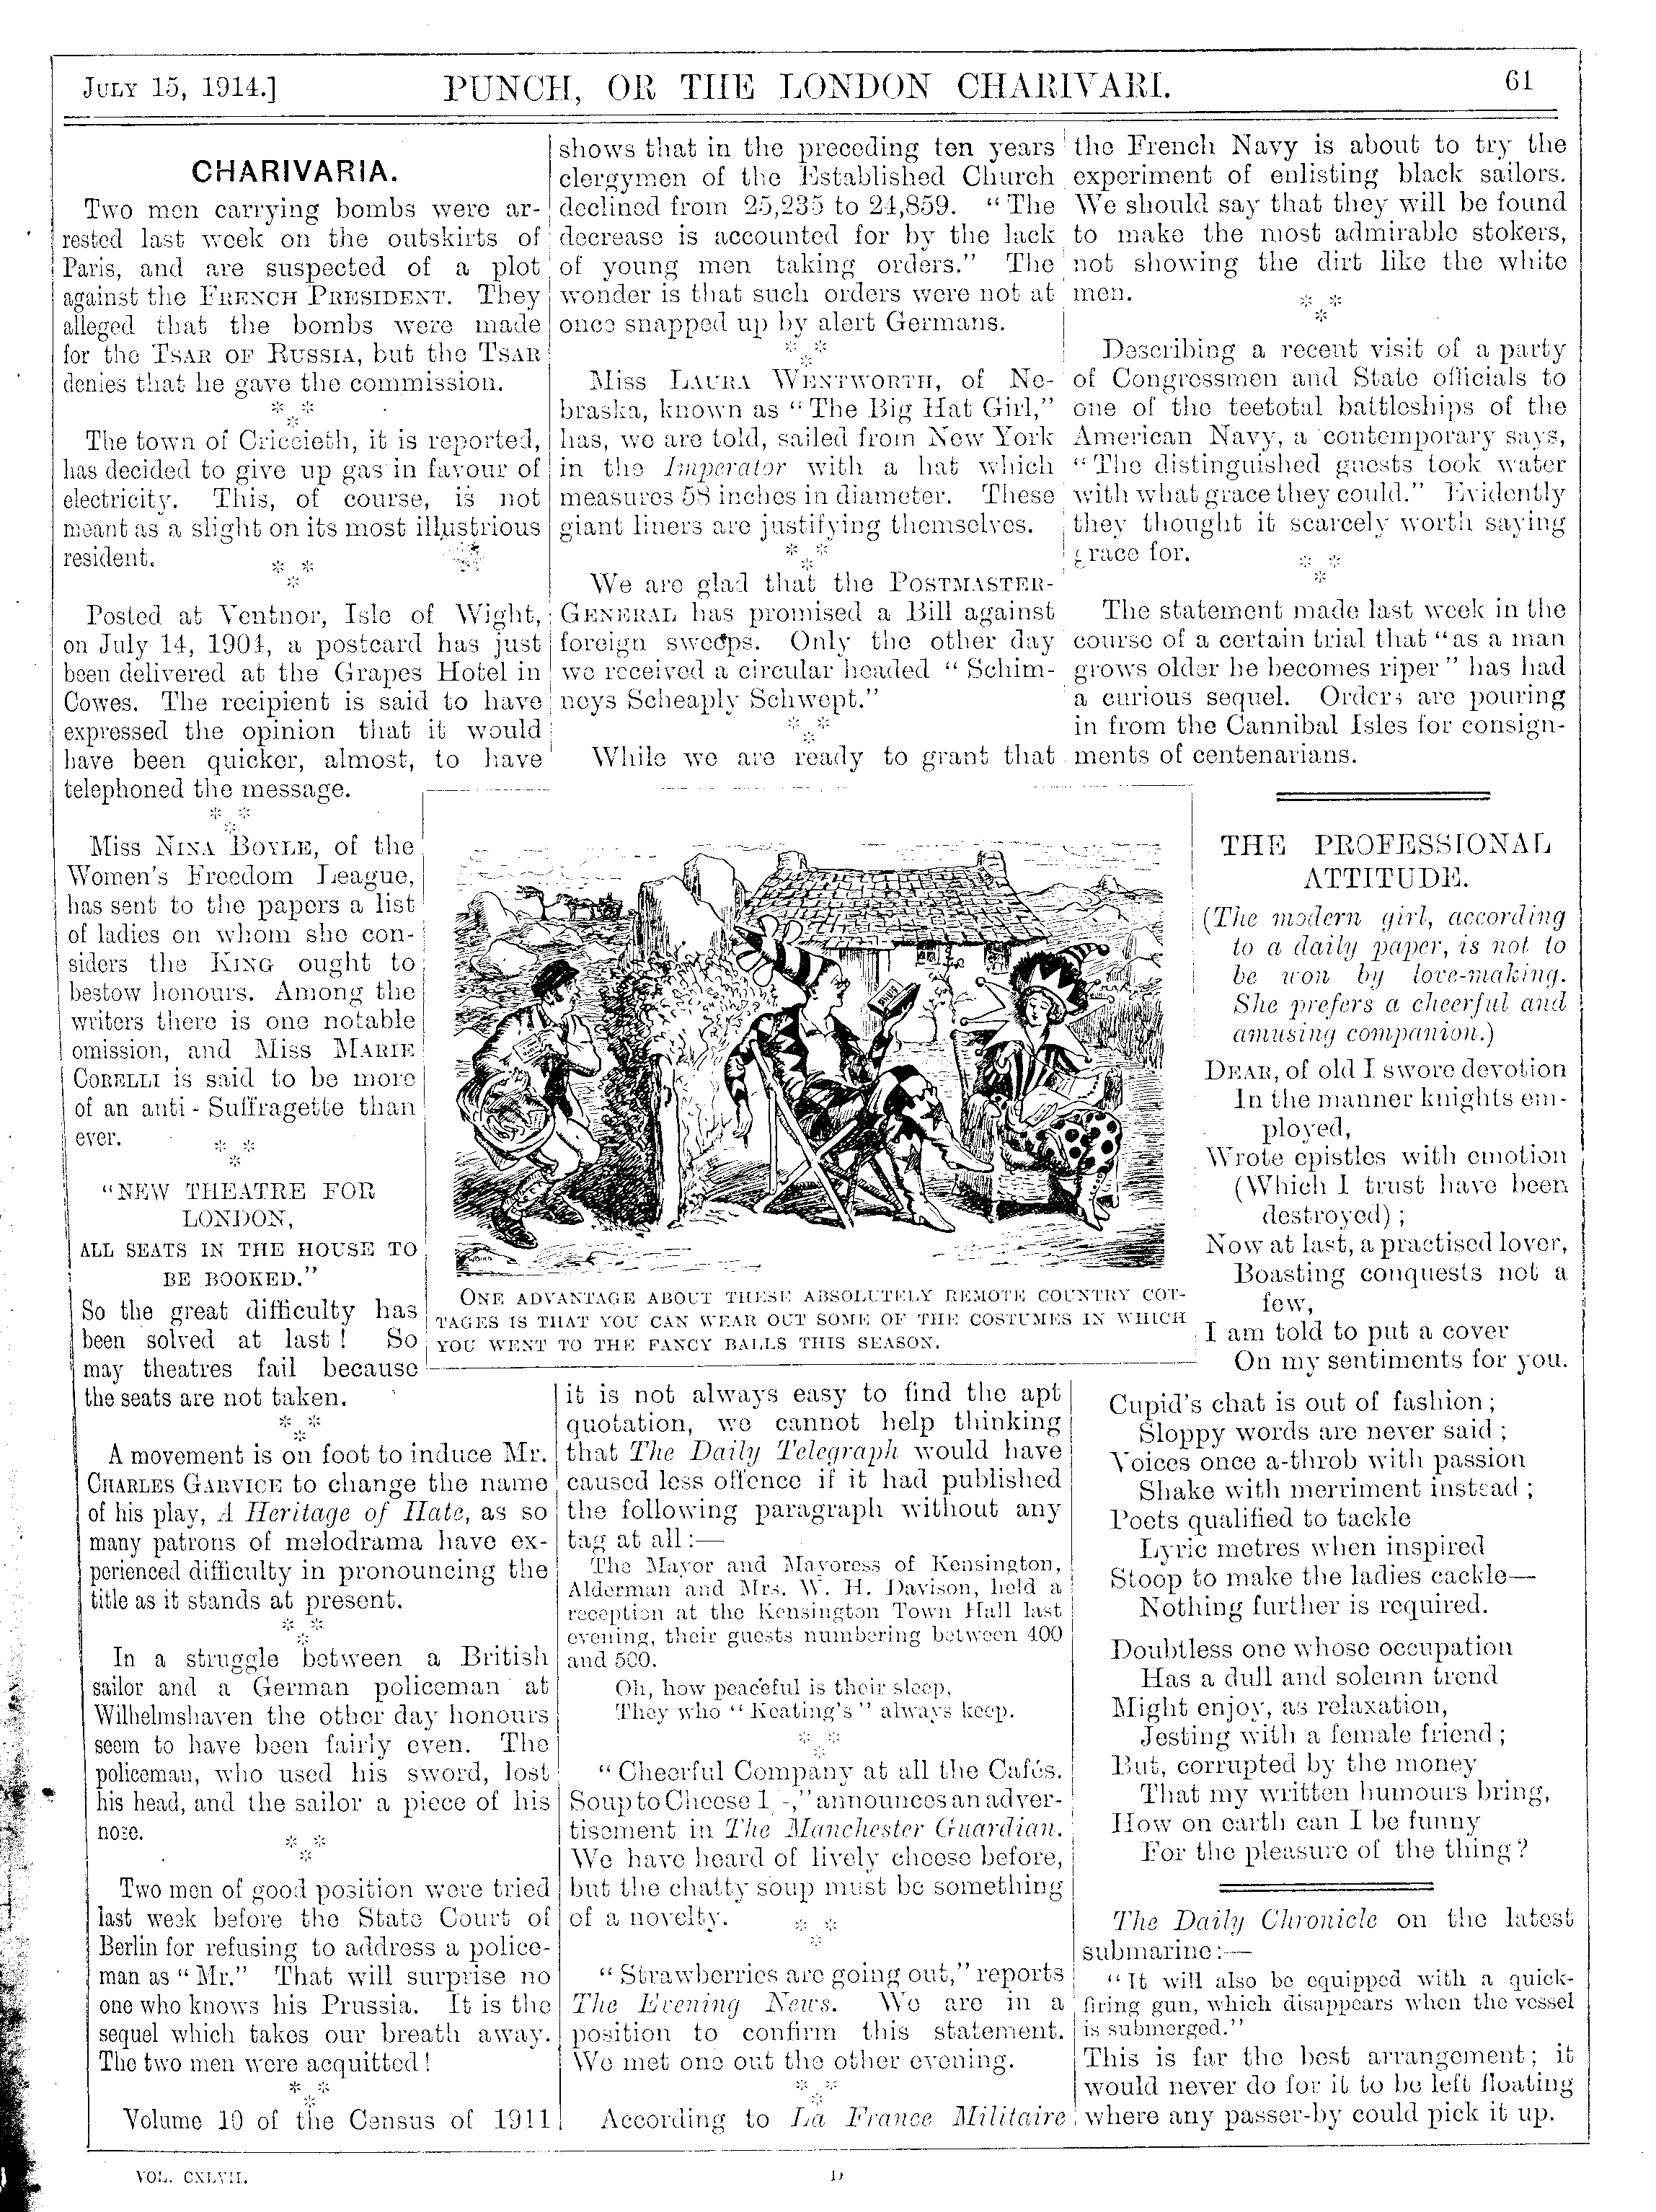 JULY 15, 1914.]
PUNCH, OR THE LONDON CHARIVARI.
61
CHARIVARIA.
Two men carrying bombs were ar-
rested last week on the outskirts of
Paris, and are suspected of a plot
against the FRENCH PRESIDENT. They
alleged that the bombs were made
for the TSAR OF RUSSIA, but the TSAR
denies that he gave the commission.
* *
*
The town of Criccieth, it is reported,
has decided to give up gas in favour of
electricity. This, of course, is not
meant as a slight on its most illustrious
resident.
* *
*
Posted at Ventnor, Isle of Wight,
on July 14, 1904, a postcard has just
been delivered at the Grapes Hotel in
Cowes. The recipient is said to have
expressed the opinion that it would
have been quicker, almost, to have
telephoned the message.
* *
*
Miss NINA BOYLE, of the
Women's Freedom League,
has sent to the papers a list
of ladies on whom she con-
siders the KING ought to
bestow honours. Among the
writers there is one notable
omission, and Miss MARIE
CORELLI is said to be more
of an anti-Suffragette than
ever.
* *
*
"NEW THEATRE FOR
LONDON,
ALL SEATS IN THE HOUSE TO
BE BOOKED."
So the great difficulty has
been solved at last! So
may theatres fail because
the seats are not taken.
* *
*
A movement is on foot to induce Mr.
CHARLES GARVICE to change the name
of his play, A Heritage of Hate, as so
many patrons of melodrama have ex-
perienced difficulty in pronouncing the
title as it stands at present.
* *
*
In a struggle between a British
sailor and a German policeman at
Wilhelmshaven the other day honours
seem to have been fairly even. The
policeman, who used his sword, lost
his head, and the sailor a piece of his
nose.
* *
*
Two men of good position were tried
last week before the State Court of
Berlin for refusing to address a police-
man as "Mr." That will surprise no
one who knows his Prussia. It is the
sequel which takes our breath away.
The two men were acquitted!
* *
*
Volume 10 of the Census of 1911
shows that in the preceding ten years
clergymen of the Established Church
declined from 25,235 to 24,859. "The
decrease is accounted for by the lack
of young men taking orders." The
wonder is that such orders were not at
once snapped up by alert Germans.
* *
*
Miss LAURA WENTWORTH, of Ne-
braska, known as "The Big Hat Girl,"
has, we are told, sailed from New York
in the Imperator with a hat which
measures 58 inches in diameter. These
giant liners are justifying themselves.
* *
*
We are glad that the POSTMASTER-
GENERAL has promised a Bill against
foreign sweeps. Only the other day
we received a circular headed "Schim-
neys Scheaply Schwept."
* *
*
While we are ready to grant that
ONE ADVANTAGE ABOUT THESE ABSOLUTELY REMOTE COUNTRY COT-
TAGES IS THAT YOU CAN WEAR OUT SOME OF THE COSTUMES IN WHICH
YOU WENT TO THE FANCY BALLS THIS SEASON.
it is not always easy to find the apt
quotation, we cannot help thinking
that The Daily Telegraph would have
caused less offence if it had published
the following paragraph without any
tag at all:—
The Mayor and Mayoress of Kensington,
Alderman and Mrs. W. H. Davison, held a
reception at the Kensington Town Hall last
evening, their guests numbering between 400
and 500.
Oh, how peaceful is their sleep,
They who "Keating's" always keep.
* *
*
"Cheerful Company at all the Cafés.
Soup to Cheese 1/-," announces an adver-
tisement in The Manchester Guardian.
We have heard of lively cheese before,
but the chatty soup must be something
of a novelty.
* *
*
"Strawberries are going out," reports
The Evening News. We are in a
position to confirm this statement.
We met one out the other evening.
* *
*
According to La France Militaire
the French Navy is about to try the
experiment of enlisting black sailors.
We should say that they will be found
to make the most admirable stokers,
not showing the dirt like the white
men.
* *
*
Describing a recent visit of a party
of Congressmen and State officials to
one of the teetotal battleships of the
American Navy, a contemporary says,
"The distinguished guests took water
with what grace they could." Evidently
they thought it scarcely worth saying
grace for.
* *
*
The statement made last week in the
course of a certain trial that "as a man
grows older he becomes riper" has had
a curious sequel. Orders are pouring
in from the Cannibal Isles for consign-
ments of centenarians.
THE PROFESSIONAL
ATTITUDE.
(The modern girl, according
to a daily paper, is not to
be won by love-making.
She prefers a cheerful and
amusing companion.)
DEAR, of old I swore devotion
In the manner knights em-
ployed,
Wrote epistles with emotion
(Which I trust have been
destroyed);
Now at last, a practised lover,
Boasting conquests not a
few,
I am told to put a cover
On my sentiments for you.
Cupid's chat is out of fashion;
Sloppy words are never said;
Voices once a-throb with passion
Shake with merriment instead;
Poets qualified to tackle
Lyric metres when inspired
Stoop to make the ladies cackle—
Nothing further is required.
Doubtless one whose occupation
Has a dull and solemn trend
Might enjoy, as relaxation,
Jesting with a female friend;
But, corrupted by the money
That my written humours bring,
How on earth can I be funny
For the pleasure of the thing?
The Daily Chronicle on the latest
submarine:—
"It will also be equipped with a quick-
firing gun, which disappears when the vessel
is submerged."
This is far the best arrangement; it
would never do for it to be left floating
where any passer-by could pick it up.
VOL. CXLVII.
D